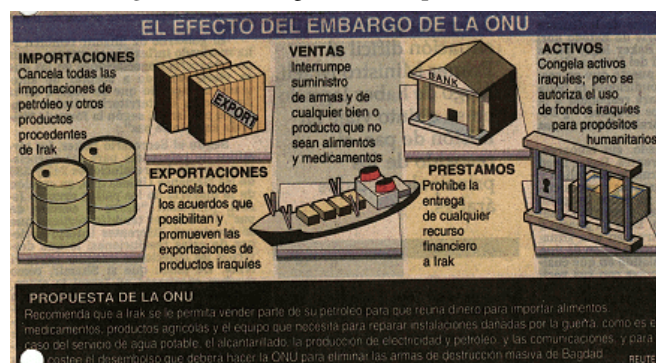 EL EFECTO DEL EMBARGO DE LA ONU
IMPORTACIONES
Cancela todas las
importaciones de
petróleo y otros
productos
procedentes
de Irak
EXPORT
EXPORTACIONES
Cancela todos
los acuerdos que
posibilitan y
promueven las
exportaciones de
productos iraquíes
VENTAS
Interrumpe
suministro
de armas y de
cualquier bien o
producto que no
sean alimentos
y medicamentos
BANK
PRESTAMOS
Prohíbe la
entrega
de cualquier
recurso
financiero
a Irak
ACTIVOS
Congela activos
iraquíes; pero se
autoriza el uso
de fondos iraquíes
para propósitos
humanitarios
PROPUESTA DE LA ONU
Recomienda que a Irak se le permita vender parte de su petróleo para que reúna dinero para importar alimentos,
medicamentos, productos agrícolas y el equipo que necesita para reparar instalaciones dañadas por la guerra, como es el
caso del servicio de agua potable, el alcantarillado, la producción de electricidad y petróleo, y las comunicaciones, y para
costee el desembolso que deberá hacer la ONU para eliminar las armas de destrucción masiva de Bagdad